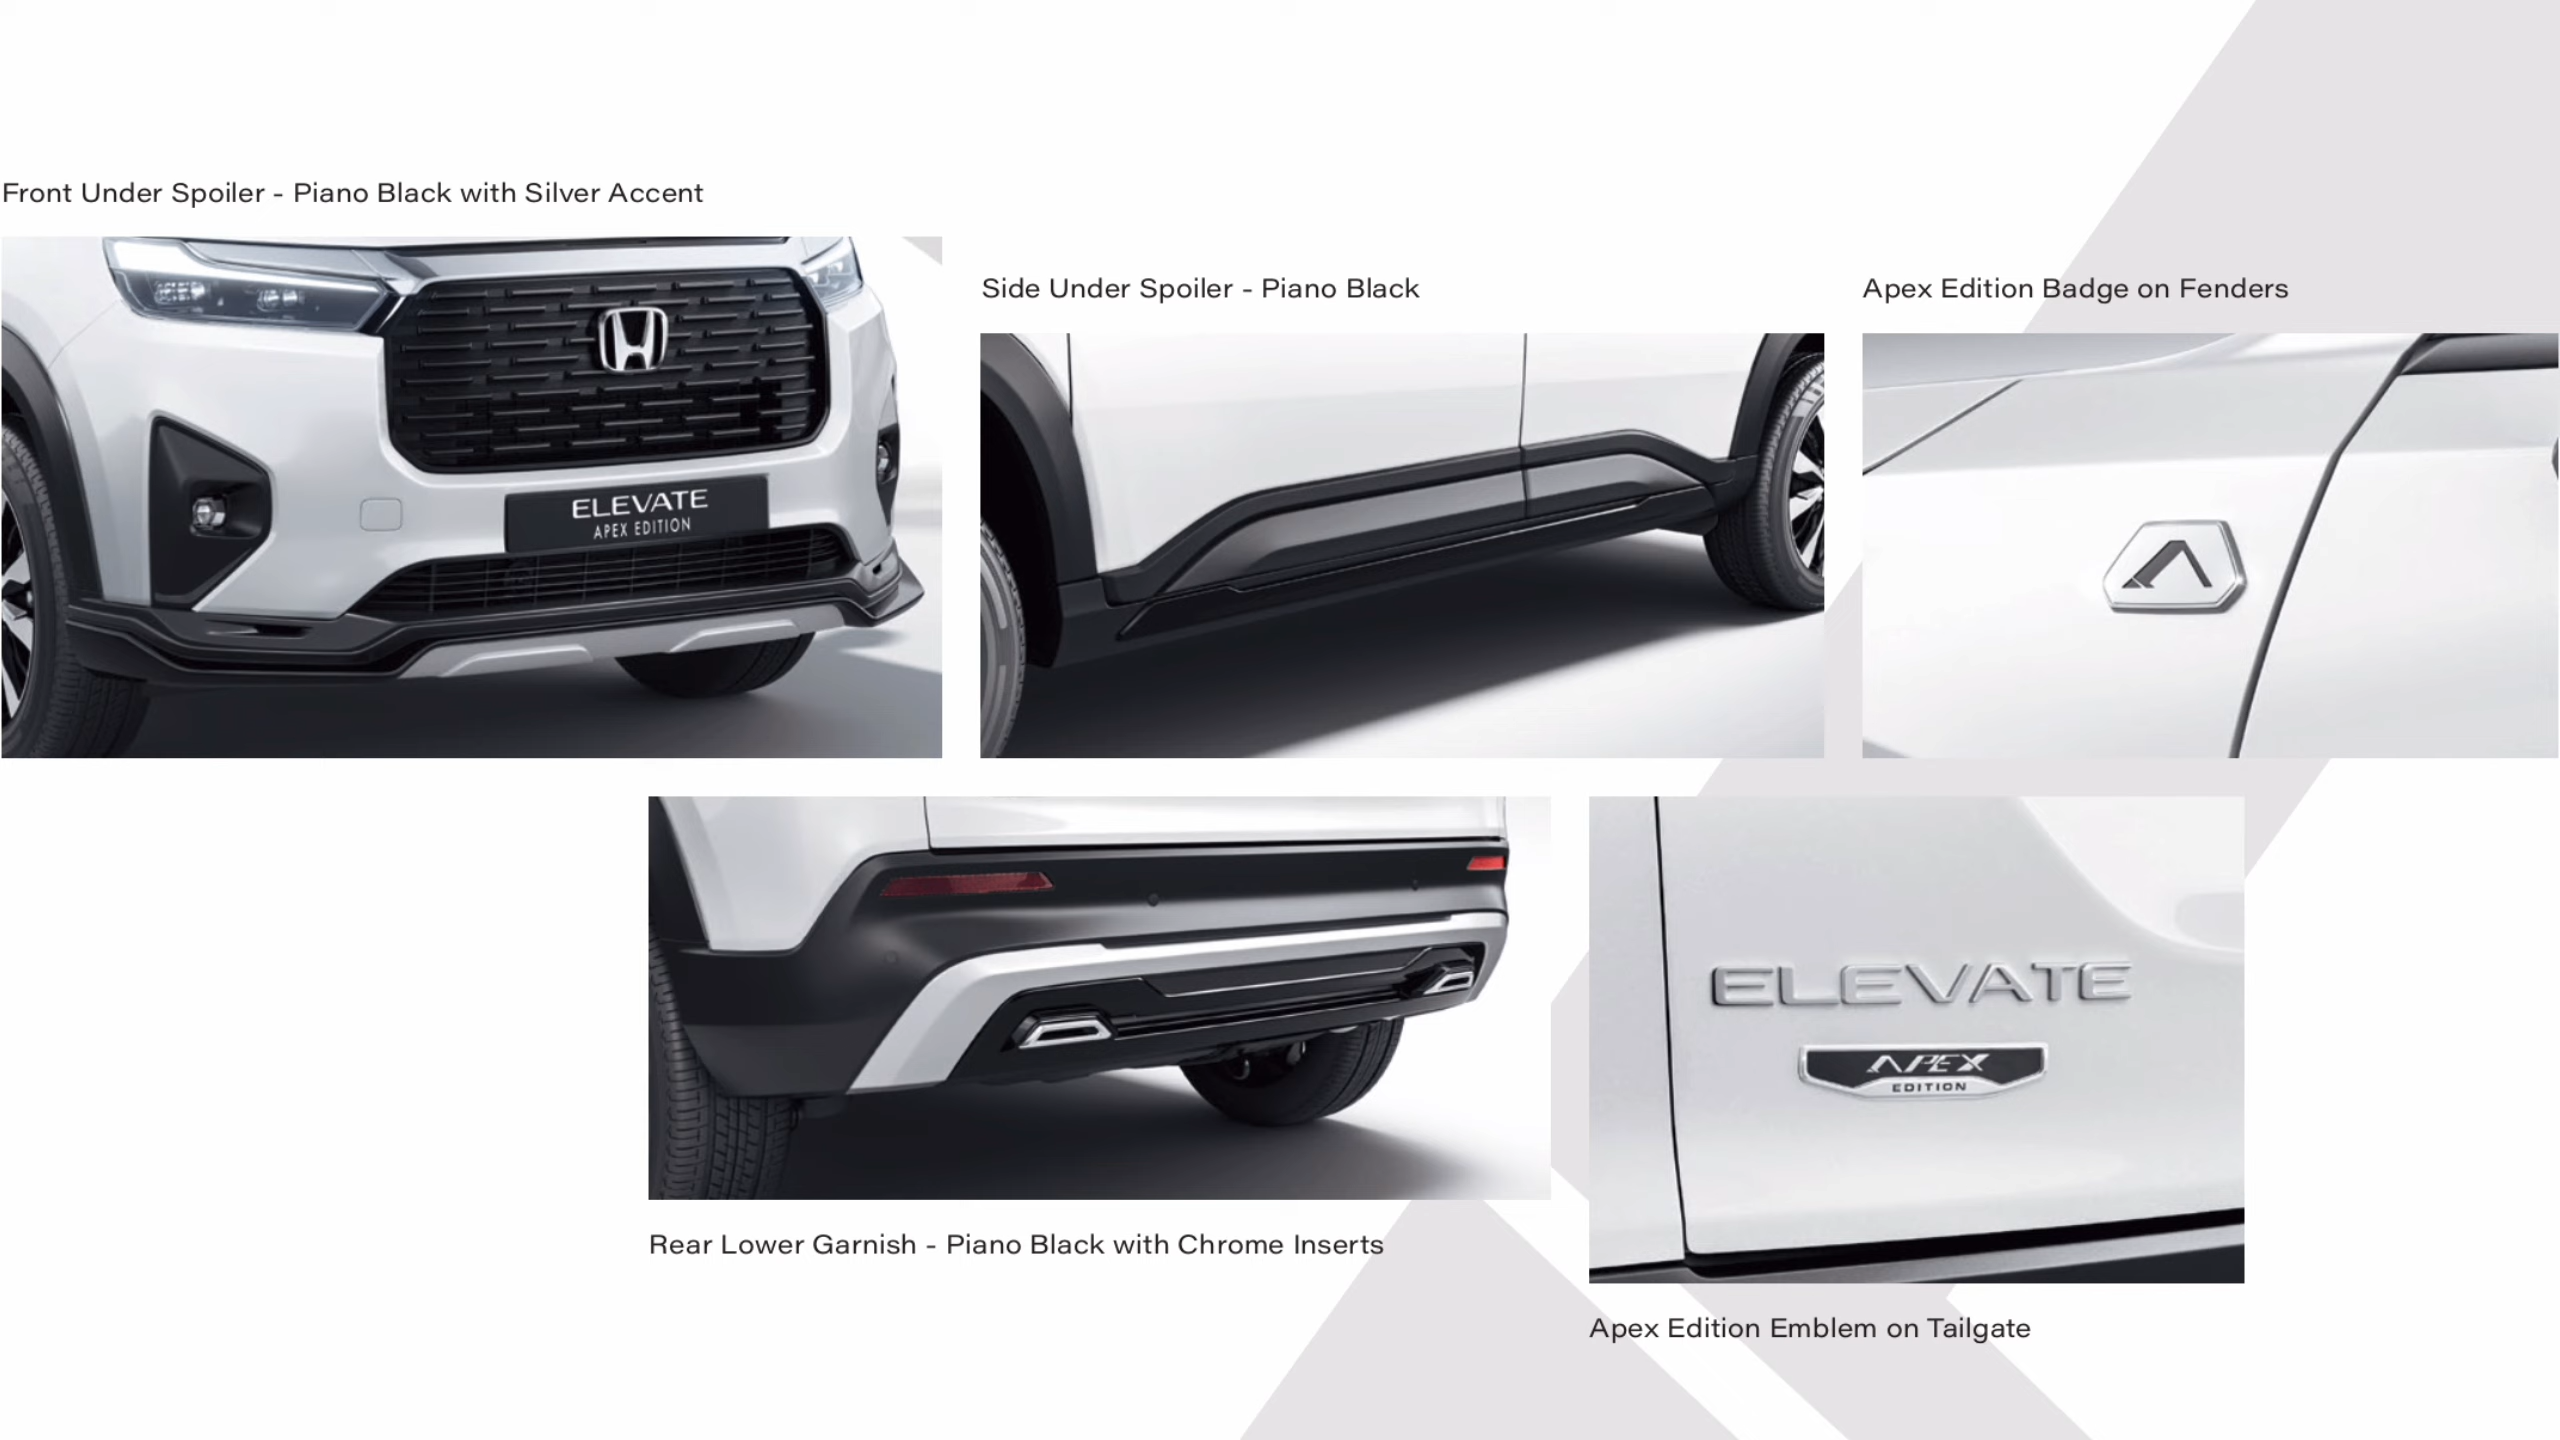 Front Under Spoiler - Piano Black with Silver Accent
Side Under Spoiler - Piano Black
Apex Edition Badge on Fenders
ELEVATE
APEX EDITION
ELEVATE
APEX
EDITION
Rear Lower Garnish - Piano Black with Chrome Inserts
Apex Edition Emblem on Tailgate